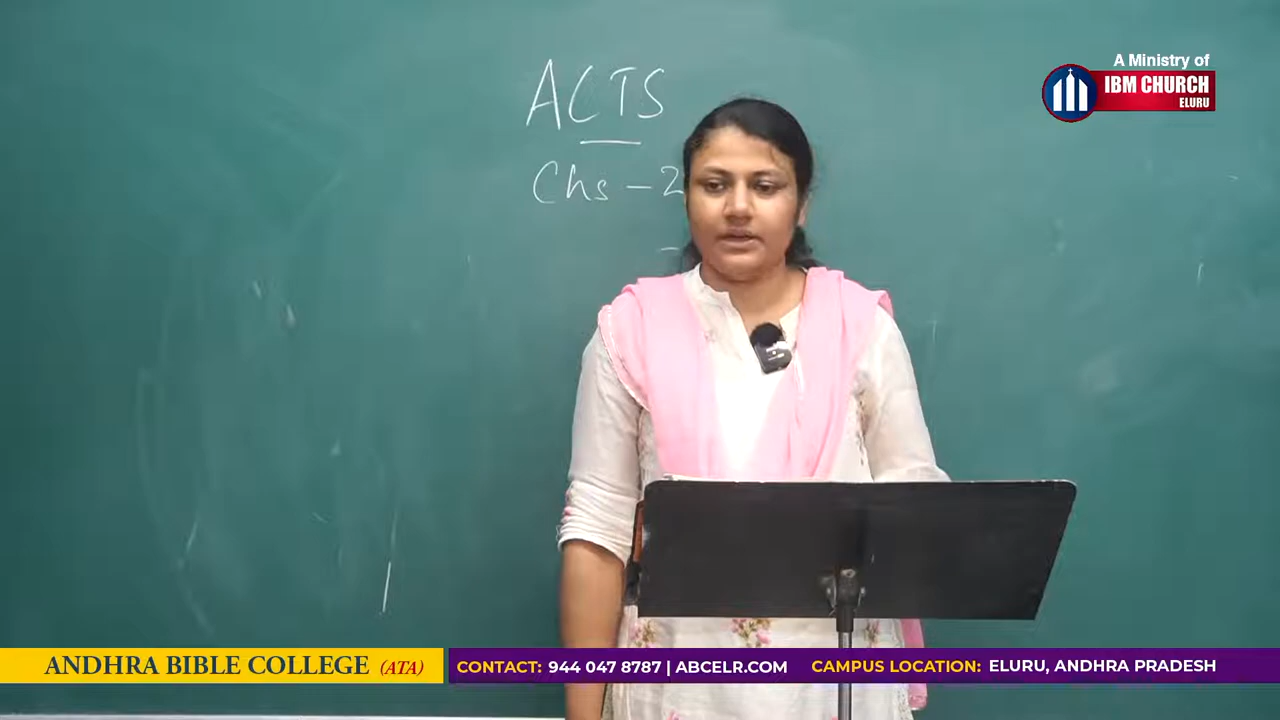 ACTS
Chs - 2
A Ministry of
IBM CHURCH
ELURU
ANDHRA BIBLE COLLEGE (ATA)
CONTACT: 944 047 8787 | ABCELR.COM CAMPUS LOCATION: ELURU, ANDHRA PRADESH